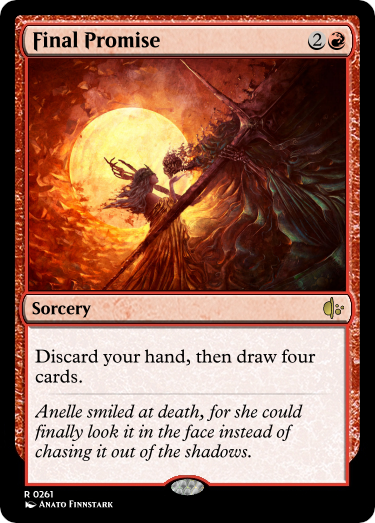 Final Promise 2
Sorcery
Discard your hand, then draw four
cards.
Anelle smiled at death, for she could
finally look it in the face instead of
chasing it out of the shadows.
R 0261
Anato Finnstark